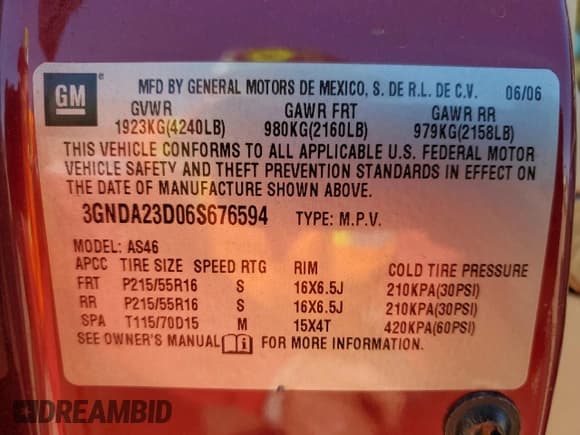 GM
MFD BY GENERAL MOTORS DE MEXICO, S. DE R.L. DE C.V. 06/06
GVWR GAWR FRT GAWR RR
1923KG(4240LB) 980KG(2160LB) 979KG(2158LB)
THIS VEHICLE CONFORMS TO ALL APPLICABLE U.S. FEDERAL MOTOR
VEHICLE SAFETY AND THEFT PREVENTION STANDARDS IN EFFECT ON
THE DATE OF MANUFACTURE SHOWN ABOVE.
3GNDA23D06S676594 TYPE: M.P.V.
MODEL: AS46
APCC TIRE SIZE SPEED RTG RIM COLD TIRE PRESSURE
FRT P215/55R16 S 16X6.5J 210KPA(30PSI)
RR P215/55R16 S 16X6.5J 210KPA(30PSI)
SPA T115/70D15 M 15X4T 420KPA(60PSI)
SEE OWNER'S MANUAL i FOR MORE INFORMATION.
DREAMBID